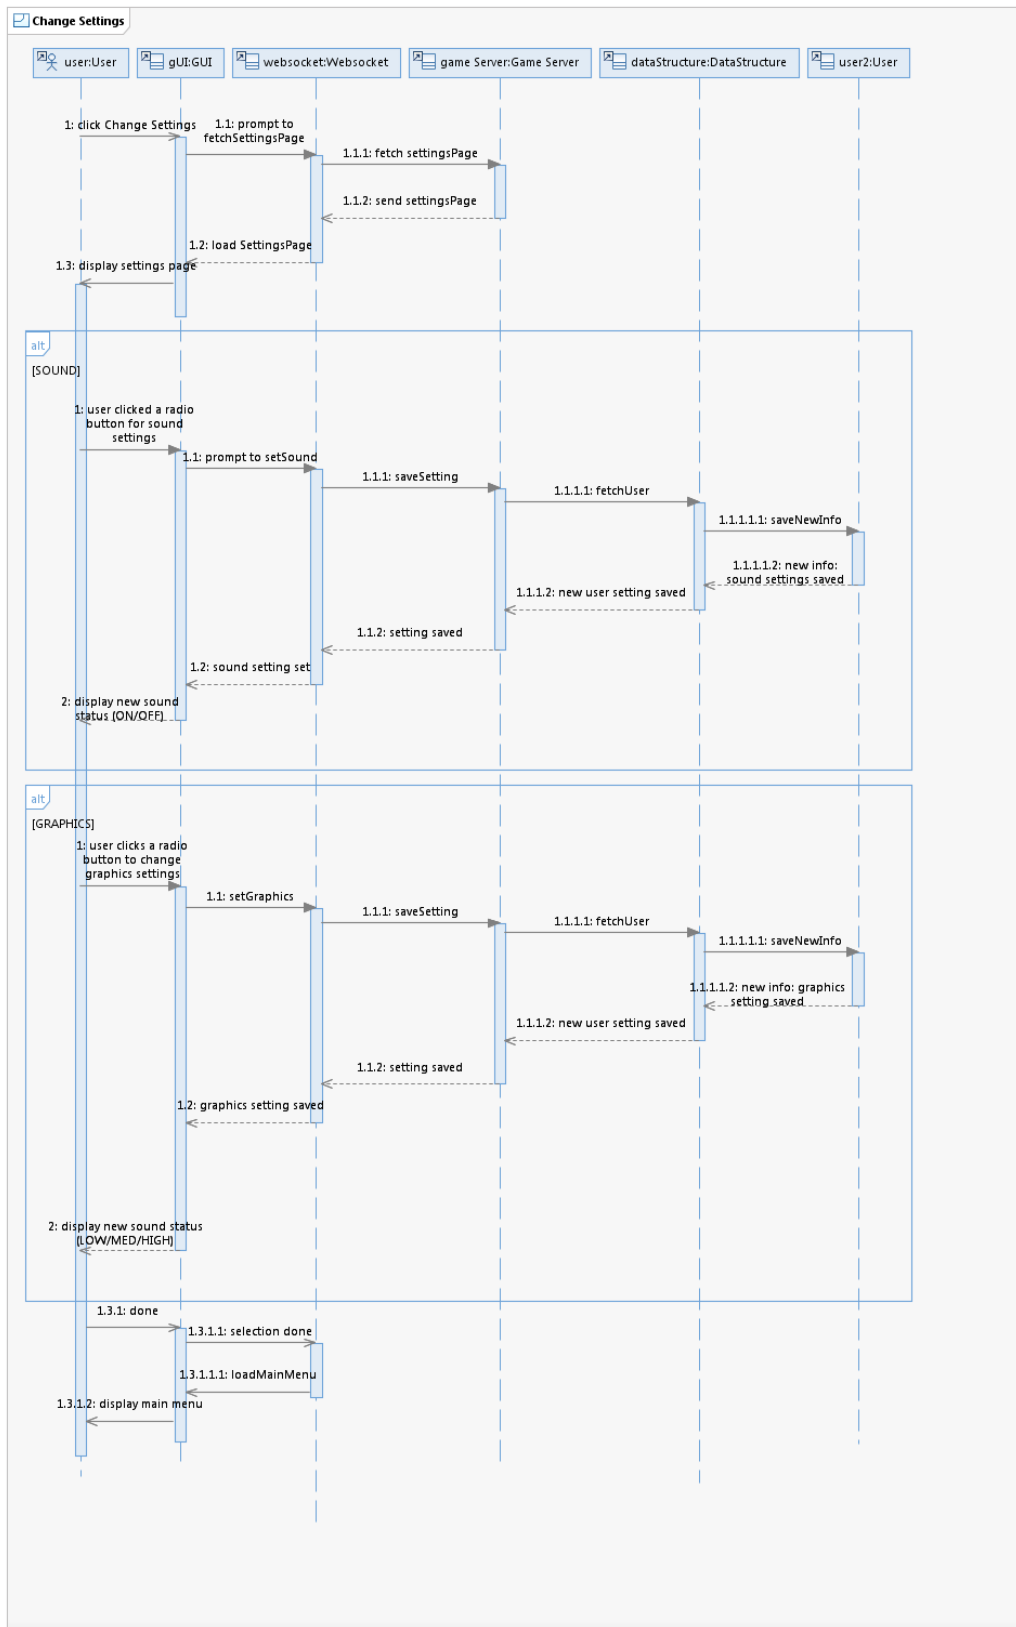 Change Settings
user:User
gUI:GUI
websocket:Websocket
game Server:Game Server
dataStructure:DataStructure
user2:User
1: click Change Settings
1.1: prompt to
fetchSettingsPage
1.1.1: fetch settingsPage
1.1.2: send settingsPage
1.2: load SettingsPage
1.3: display settings page
alt
[SOUND]
1: user clicked a radio
button for sound
settings
1.1: prompt to setSound
1.1.1: saveSetting
1.1.1.1: fetchUser
1.1.1.1.1: saveNewInfo
1.1.1.1.2: new info:
sound settings saved
1.1.1.2: new user setting saved
1.1.2: setting saved
1.2: sound setting set
2: display new sound
status (ON/OFF)
alt
[GRAPHICS]
1: user clicks a radio
button to change
graphics settings
1.1: setGraphics
1.1.1: saveSetting
1.1.1.1: fetchUser
1.1.1.1.1: saveNewInfo
1.1.1.1.2: new info: graphics
setting saved
1.1.1.2: new user setting saved
1.1.2: setting saved
1.2: graphics setting saved
2: display new sound status
(LOW/MED/HIGH)
1.3.1: done
1.3.1.1: selection done
1.3.1.1.1: loadMainMenu
1.3.1.2: display main menu